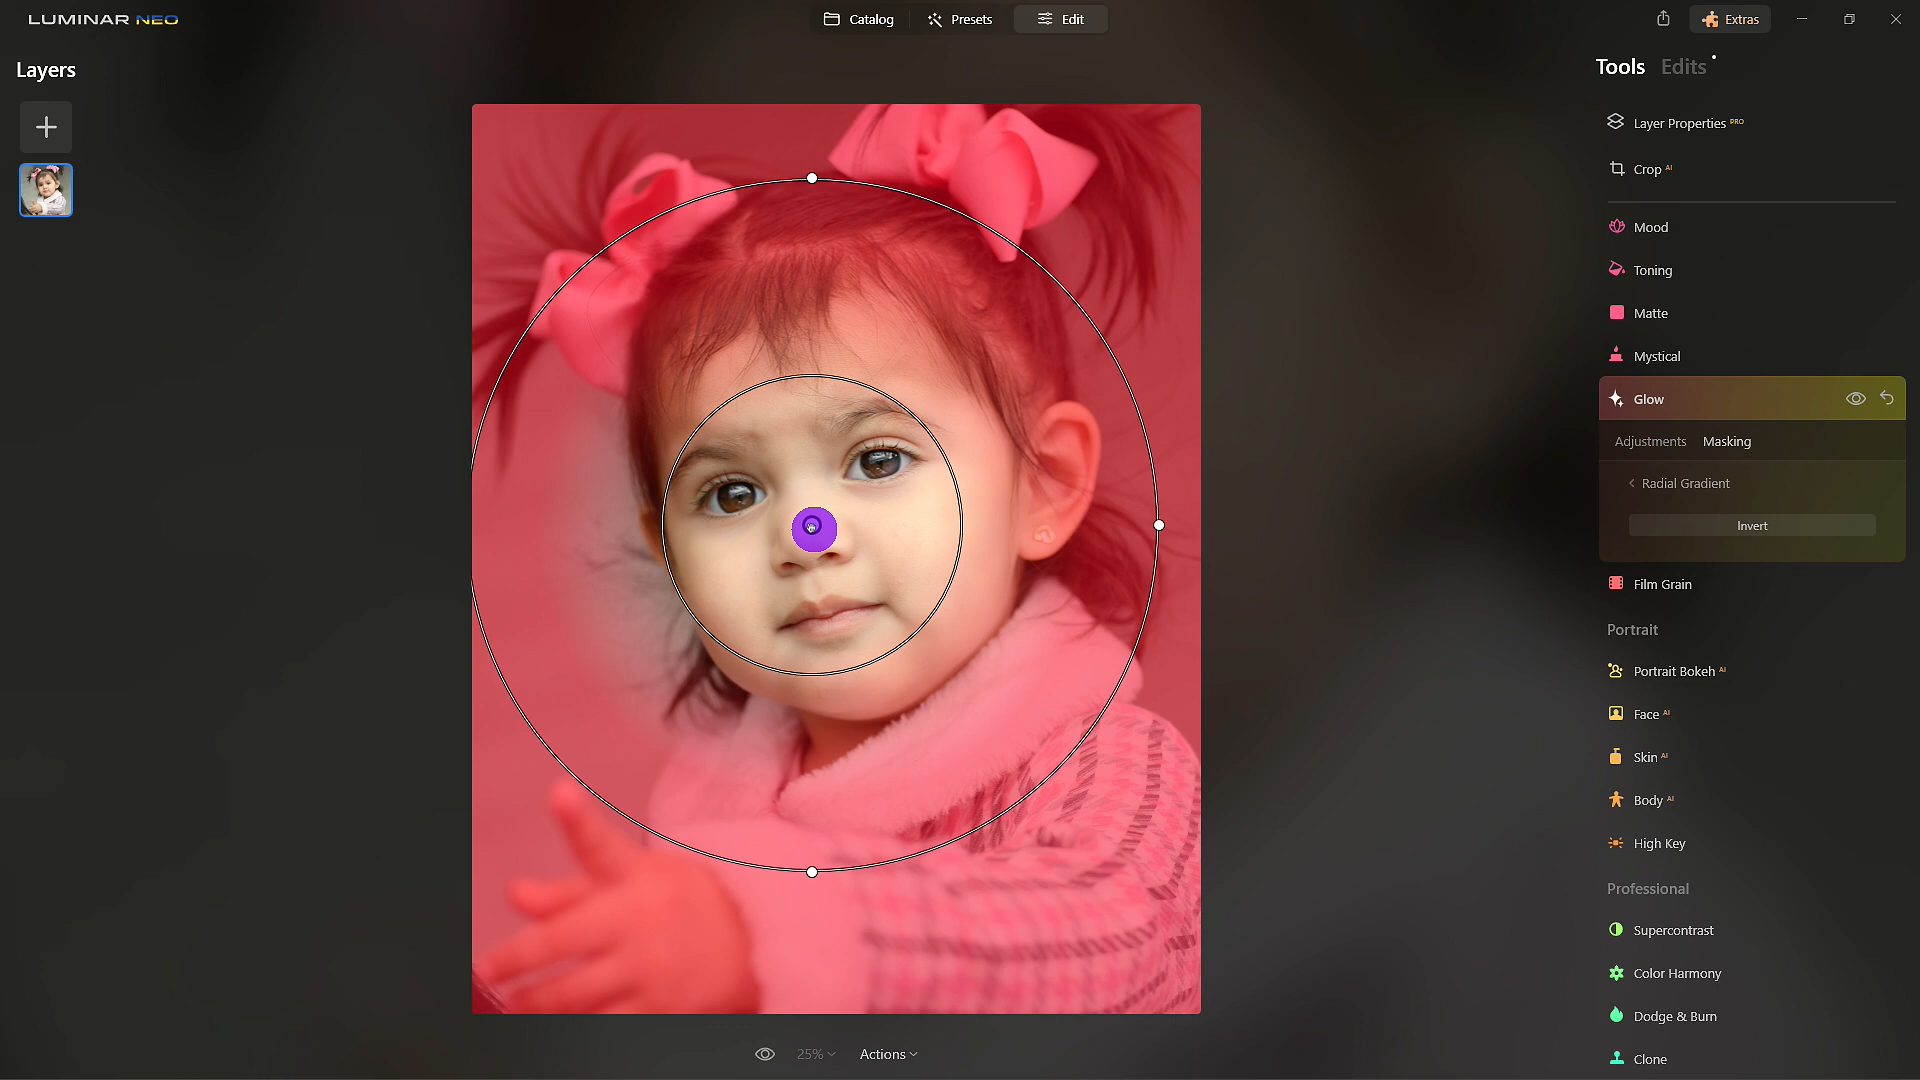 LUMINAR NEO
Catalog
Presets
Edit
Extras
Layers
Tools
Edits
Layer Properties PRO
Crop AI
Mood
Toning
Matte
Mystical
Glow
Adjustments
Masking
Radial Gradient
Invert
Film Grain
Portrait
Portrait Bokeh AI
Face AI
Skin AI
Body AI
High Key
Professional
Supercontrast
Color Harmony
Dodge & Burn
Clone
25%
Actions